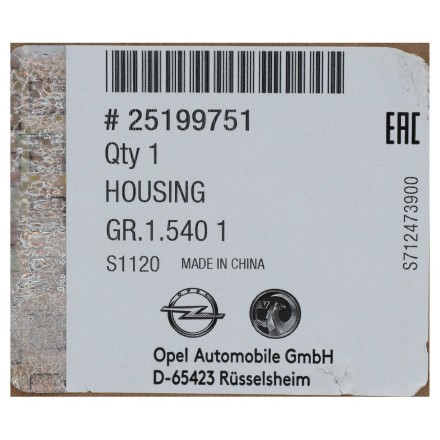 # 25199751
Qty 1
HOUSING
GR.1.540 1
S1120 MADE IN CHINA
OPEL
Opel Automobile GmbH
D-65423 Rüsselsheim
EAC
S712473900